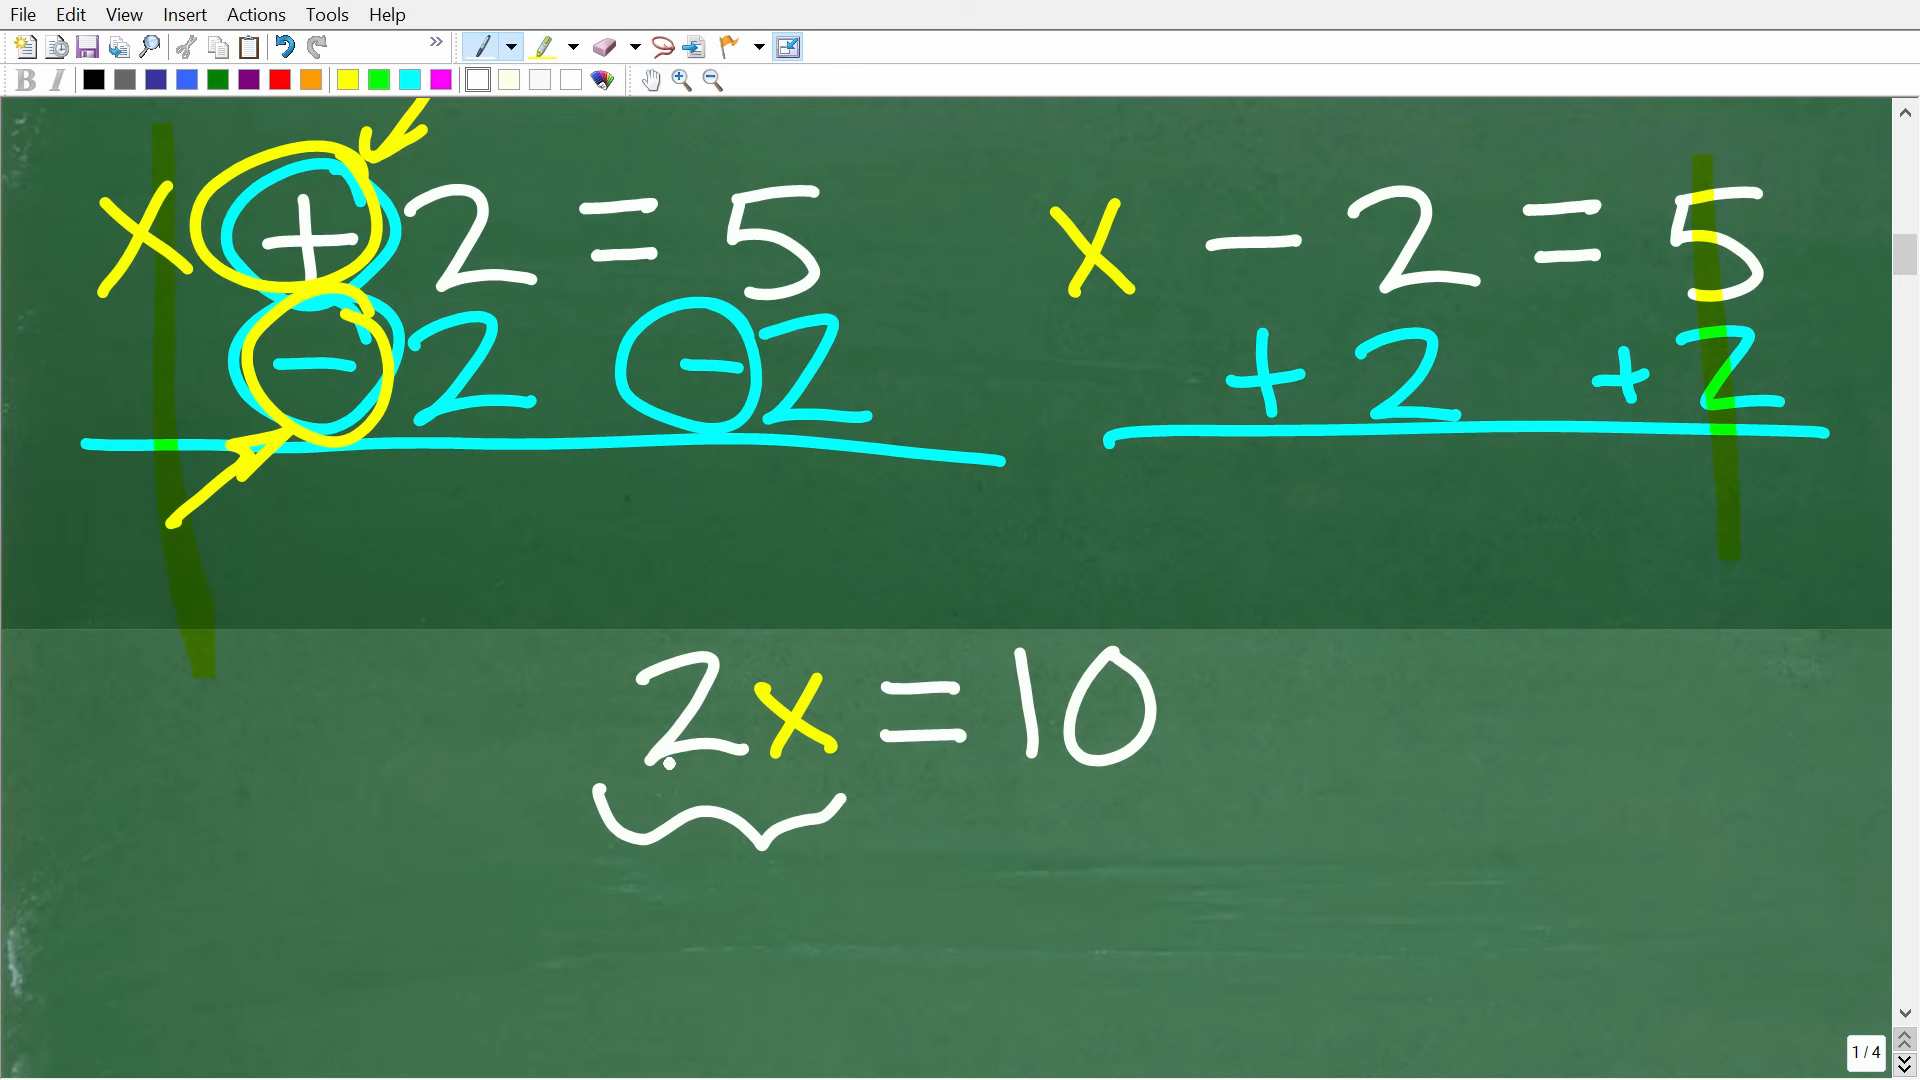 File Edit View Insert Actions Tools Help
B I
x + 2 = 5
- 2 - 2
x - 2 = 5
+ 2 + 2
2x = 10
1 / 4